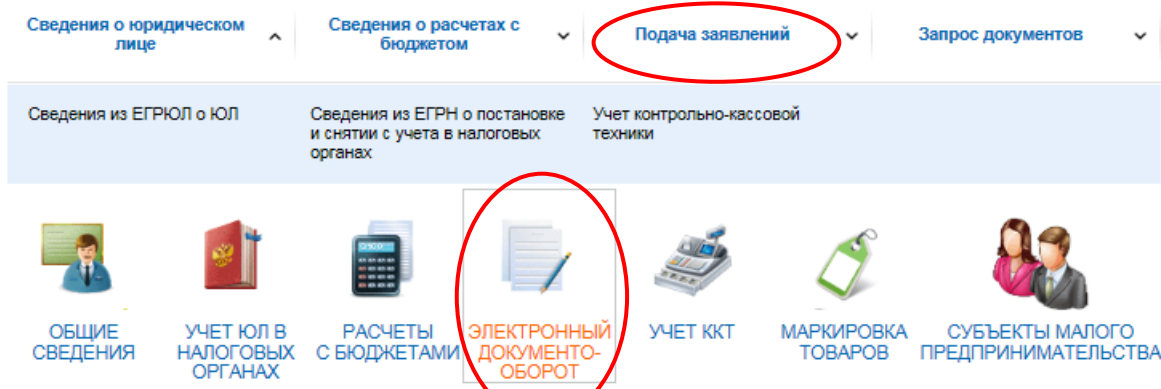 Сведения о юридическом
лице
Сведения о расчетах с
бюджетом
Подача заявлений
Запрос документов
Сведения из ЕГРЮЛ о ЮЛ
Сведения из ЕГРН о постановке
и снятии с учета в налоговых
органах
Учет контрольно-кассовой
техники
ОБЩИЕ
СВЕДЕНИЯ
УЧЕТ ЮЛ В
НАЛОГОВЫХ
ОРГАНАХ
РАСЧЕТЫ
С БЮДЖЕТАМИ
ЭЛЕКТРОННЫЙ
ДОКУМЕНТО-
ОБОРОТ
УЧЕТ ККТ
МАРКИРОВКА
ТОВАРОВ
СУБЪЕКТЫ МАЛОГО
ПРЕДПРИНИМАТЕЛЬСТВА